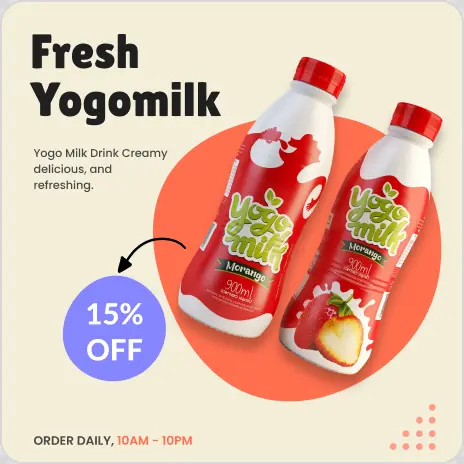 Fresh
Yogomilk
Yogo Milk Drink Creamy
delicious, and
refreshing.
Yogo
milk
Morango
900ml
Yogo
milk
Morango
900ml
15%
OFF
ORDER DAILY, 10AM - 10PM